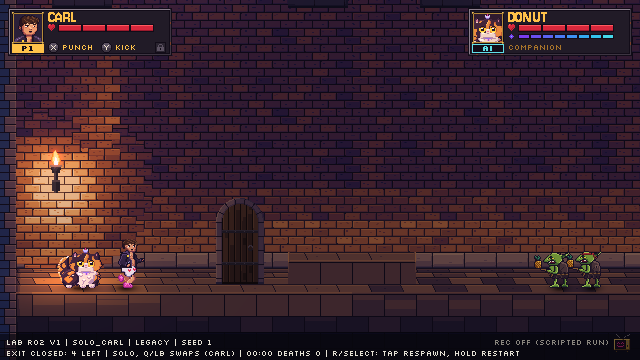 CARL
P1
X PUNCH Y KICK
DONUT
AI
COMPANION
LAB R02 V1 | SOLO_CARL | LEGACY | SEED 1
REC OFF (SCRIPTED RUN)
EXIT CLOSED: 4 LEFT | SOLO, Q/LB SWAPS (CARL) | 00:00 DEATHS 0 | R/SELECT: TAP RESPAWN, HOLD RESTART